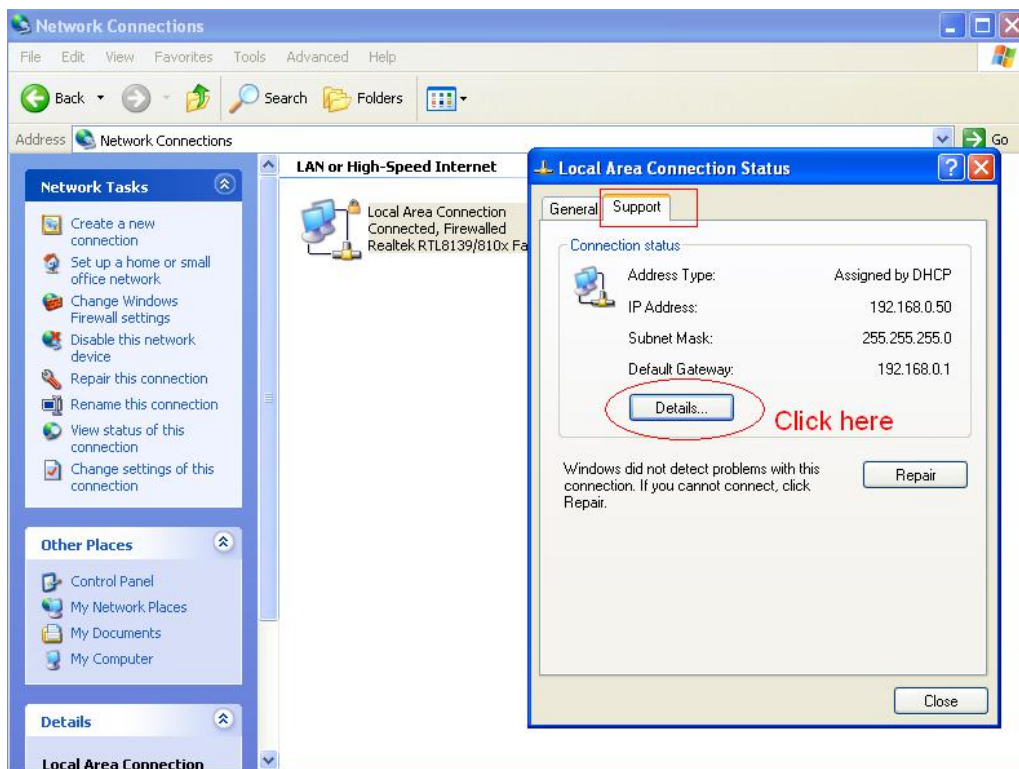 Network Connections
File Edit View Favorites Tools Advanced Help
Back Search Folders
Address Network Connections Go
Network Tasks
Create a new
connection
Set up a home or small
office network
Change Windows
Firewall settings
Disable this network
device
Repair this connection
Rename this connection
View status of this
connection
Change settings of this
connection
Other Places
Control Panel
My Network Places
My Documents
My Computer
Details
Local Area Connection
LAN or High-Speed Internet
Local Area Connection
Connected, Firewalled
Realtek RTL8139/810x Fa
Local Area Connection Status
General Support
Connection status
Address Type: Assigned by DHCP
IP Address: 192.168.0.50
Subnet Mask: 255.255.255.0
Default Gateway: 192.168.0.1
Details...
Click here
Windows did not detect problems with this
connection. If you cannot connect, click
Repair.
Repair
Close